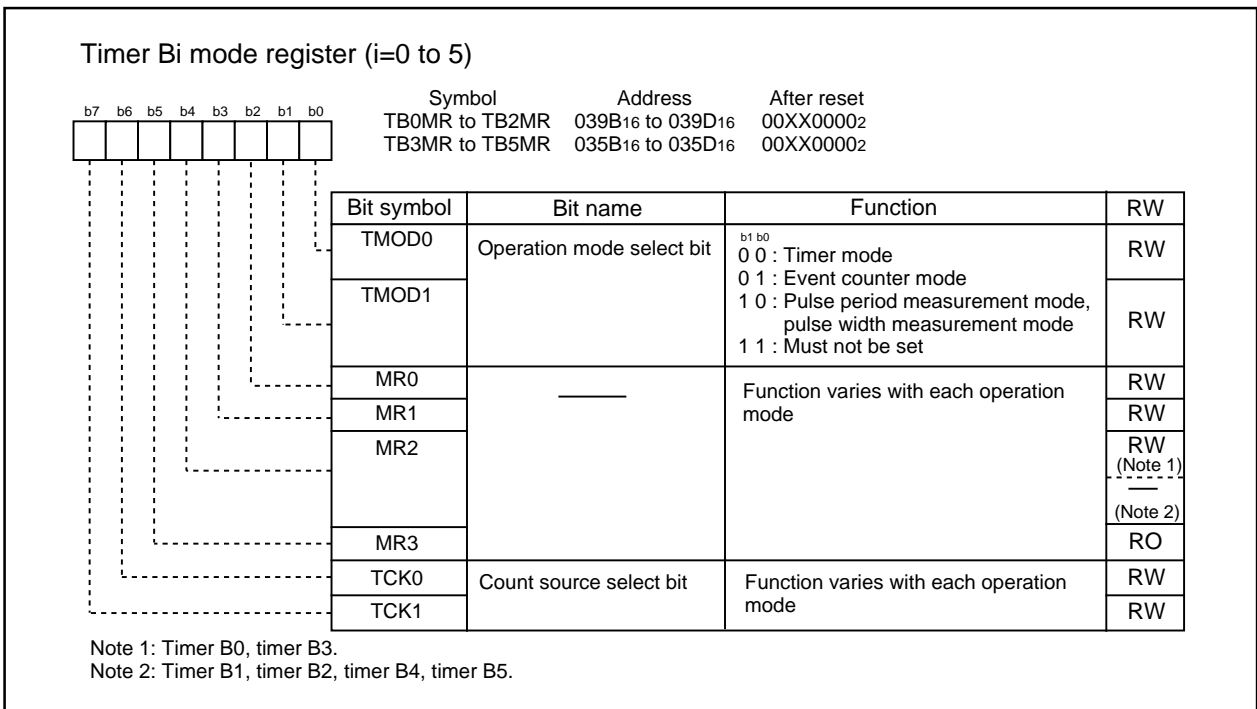 Timer Bi mode register (i=0 to 5)
b7 b6 b5 b4 b3 b2 b1 b0
Symbol Address After reset
TB0MR to TB2MR 039B16 to 039D16 00XX00002
TB3MR to TB5MR 035B16 to 035D16 00XX00002
Bit symbol Bit name Function RW
TMOD0 Operation mode select bit b1 b0 RW
0 0 : Timer mode
0 1 : Event counter mode
TMOD1 1 0 : Pulse period measurement mode, RW
pulse width measurement mode
1 1 : Must not be set
MR0 Function varies with each operation RW
MR1 mode RW
MR2 RW
(Note 1)
(Note 2)
MR3 RO
TCK0 Count source select bit Function varies with each operation RW
TCK1 mode RW
Note 1: Timer B0, timer B3.
Note 2: Timer B1, timer B2, timer B4, timer B5.